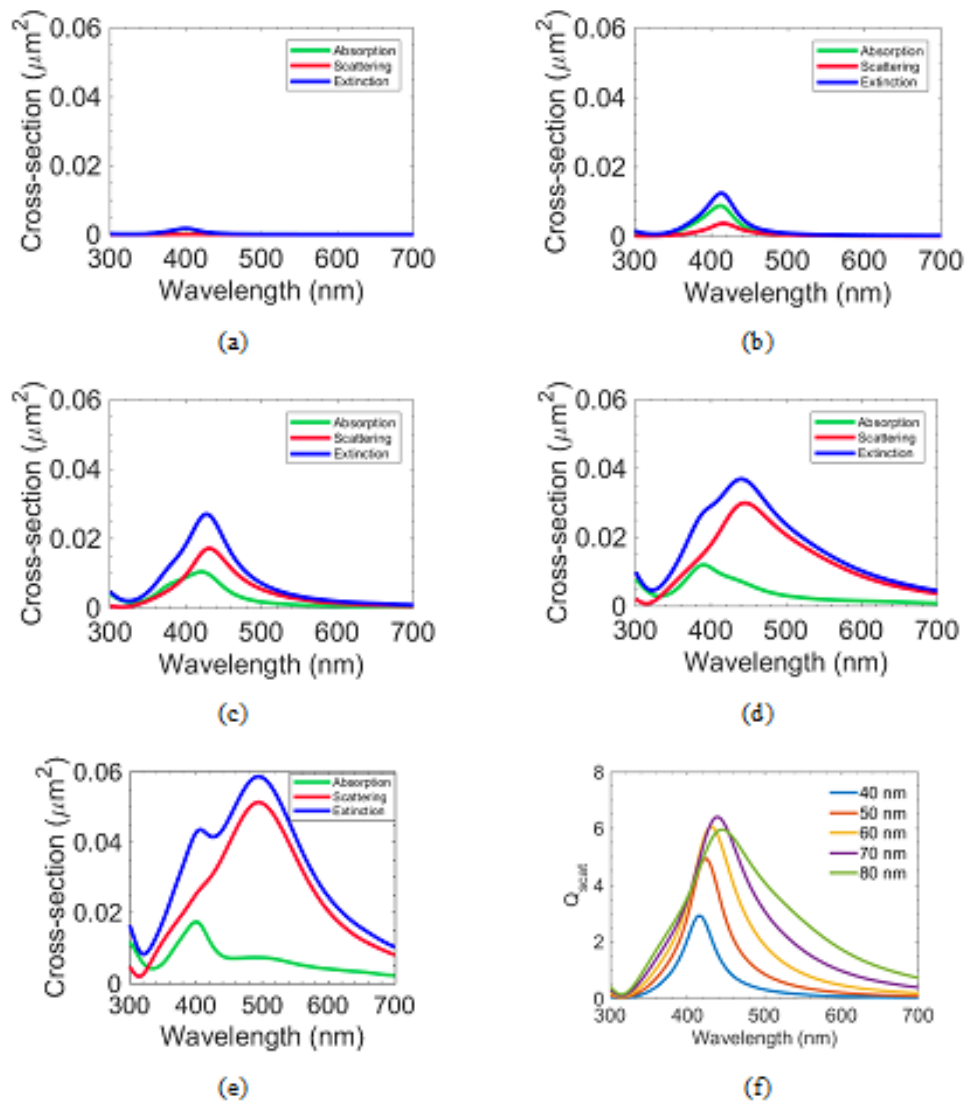 0.06
0.04
0.02
0
Cross-section (μm²)
Absorption
Scattering
Extinction
300 400 500 600 700
Wavelength (nm)
(a)
0.06
0.04
0.02
0
Cross-section (μm²)
Absorption
Scattering
Extinction
300 400 500 600 700
Wavelength (nm)
(b)
0.06
0.04
0.02
0
Cross-section (μm²)
Absorption
Scattering
Extinction
300 400 500 600 700
Wavelength (nm)
(c)
0.06
0.04
0.02
0
Cross-section (μm²)
Absorption
Scattering
Extinction
300 400 500 600 700
Wavelength (nm)
(d)
0.06
0.04
0.02
0
Cross-section (μm²)
Absorption
Scattering
Extinction
300 400 500 600 700
Wavelength (nm)
(e)
8
6
4
2
0
Qscat
40 nm
50 nm
60 nm
70 nm
80 nm
300 400 500 600 700
Wavelength (nm)
(f)